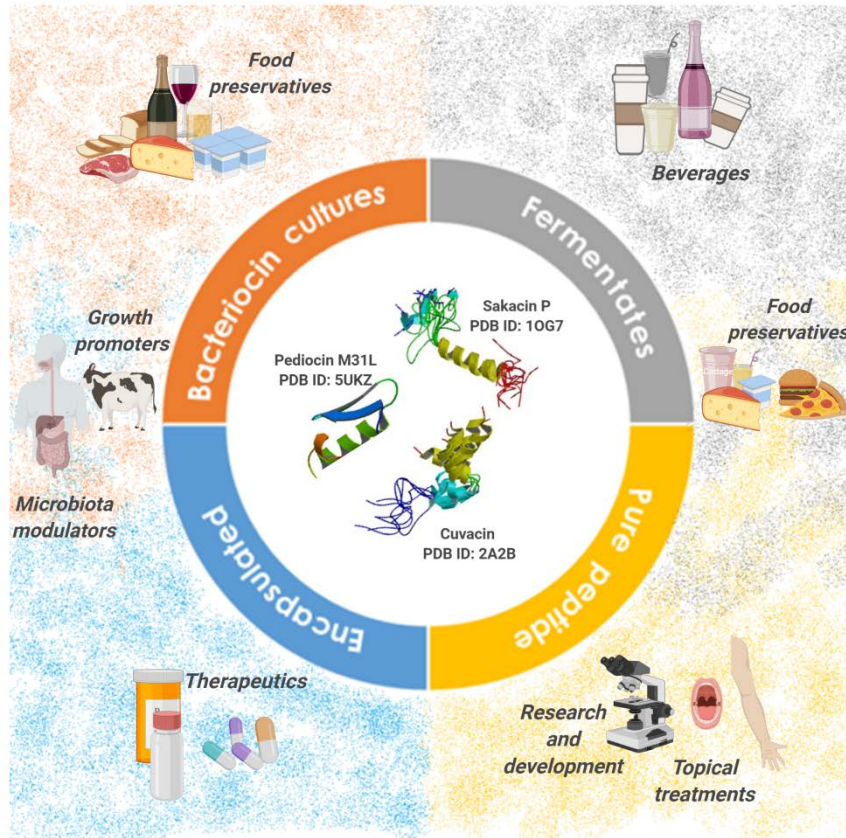 Food
preservatives
Beverages
Bacteriocin cultures
Fermentates
Sakacin P
PDB ID: 1OG7
Growth
promoters
Food
preservatives
Pediocin M31L
PDB ID: 5UKZ
Cottage
Microbiota
modulators
Cuvacin
PDB ID: 2A2B
Encapsulated
Pure peptide
Therapeutics
Research
and
development
Topical
treatments